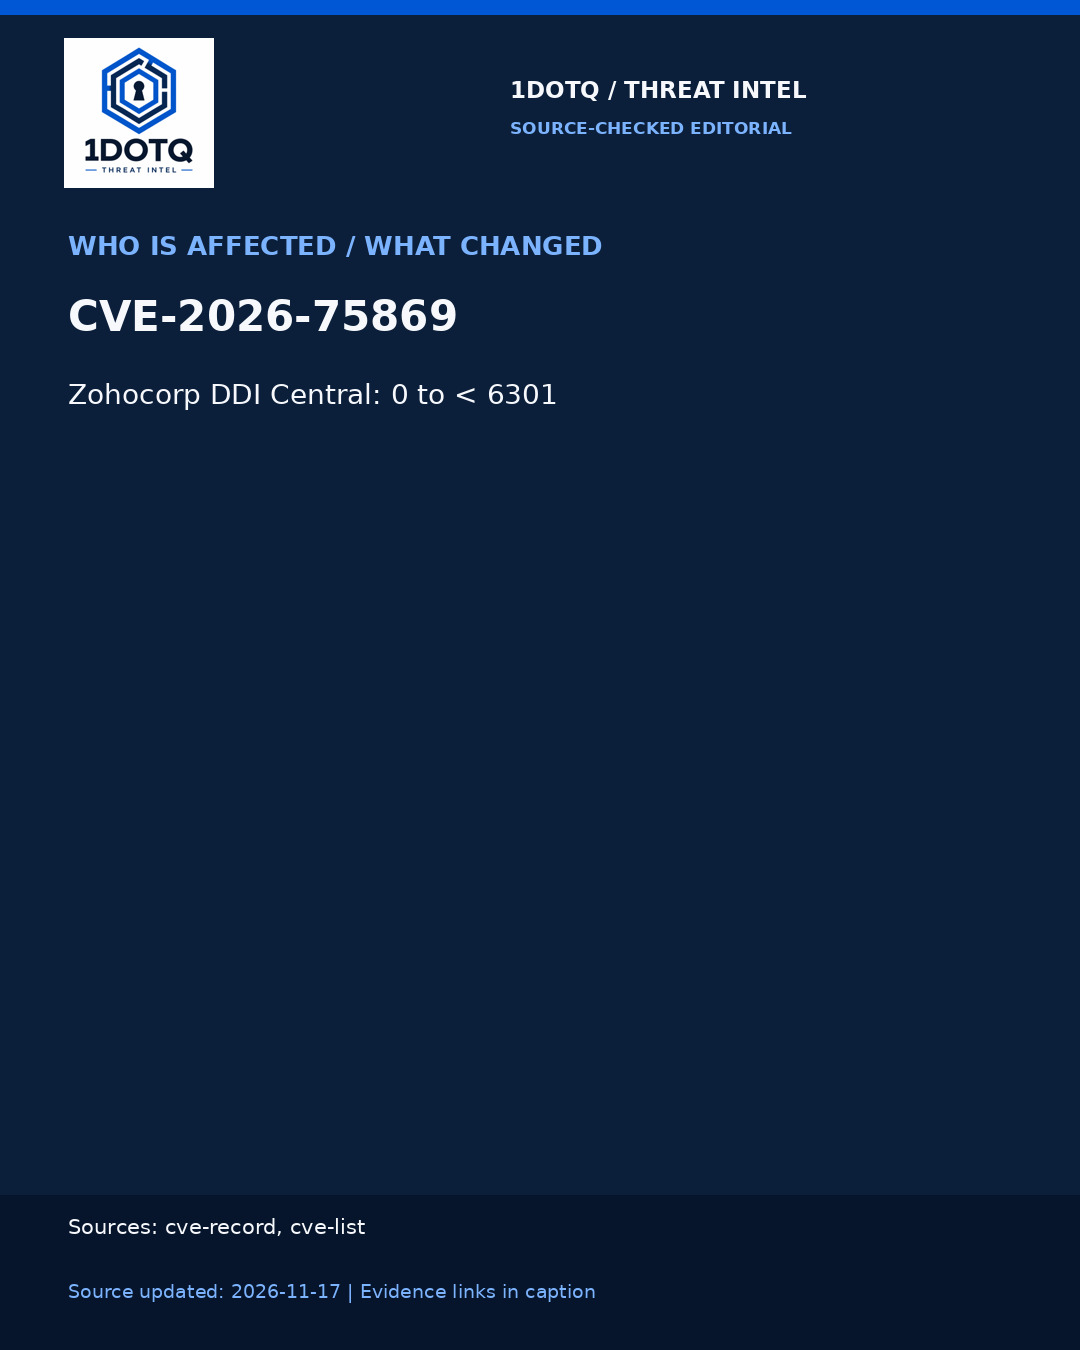 1DOTQ
THREAT INTEL
1DOTQ / THREAT INTEL
SOURCE-CHECKED EDITORIAL
WHO IS AFFECTED / WHAT CHANGED
CVE-2026-75869
Zohocorp DDI Central: 0 to < 6301
Sources: cve-record, cve-list
Source updated: 2026-11-17 | Evidence links in caption